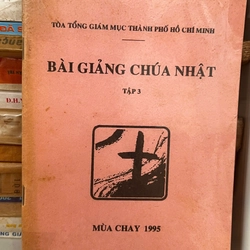 TÒA TỔNG GIÁM MỤC THÀNH PHỐ HỒ CHÍ MINH
BÀI GIẢNG CHÚA NHẬT
TẬP 3
MÙA CHAY 1995